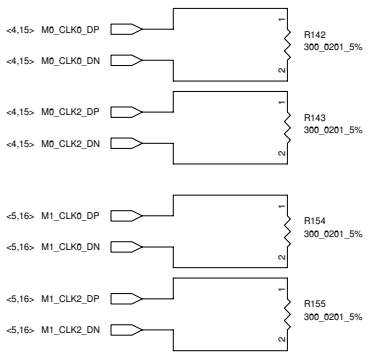 <4,15> M0_CLK0_DP
1
R142
300_0201_5%
<4,15> M0_CLK0_DN
2
<4,15> M0_CLK2_DP
1
R143
300_0201_5%
<4,15> M0_CLK2_DN
2
<5,16> M1_CLK0_DP
1
R154
300_0201_5%
<5,16> M1_CLK0_DN
2
<5,16> M1_CLK2_DP
1
R155
300_0201_5%
<5,16> M1_CLK2_DN
2